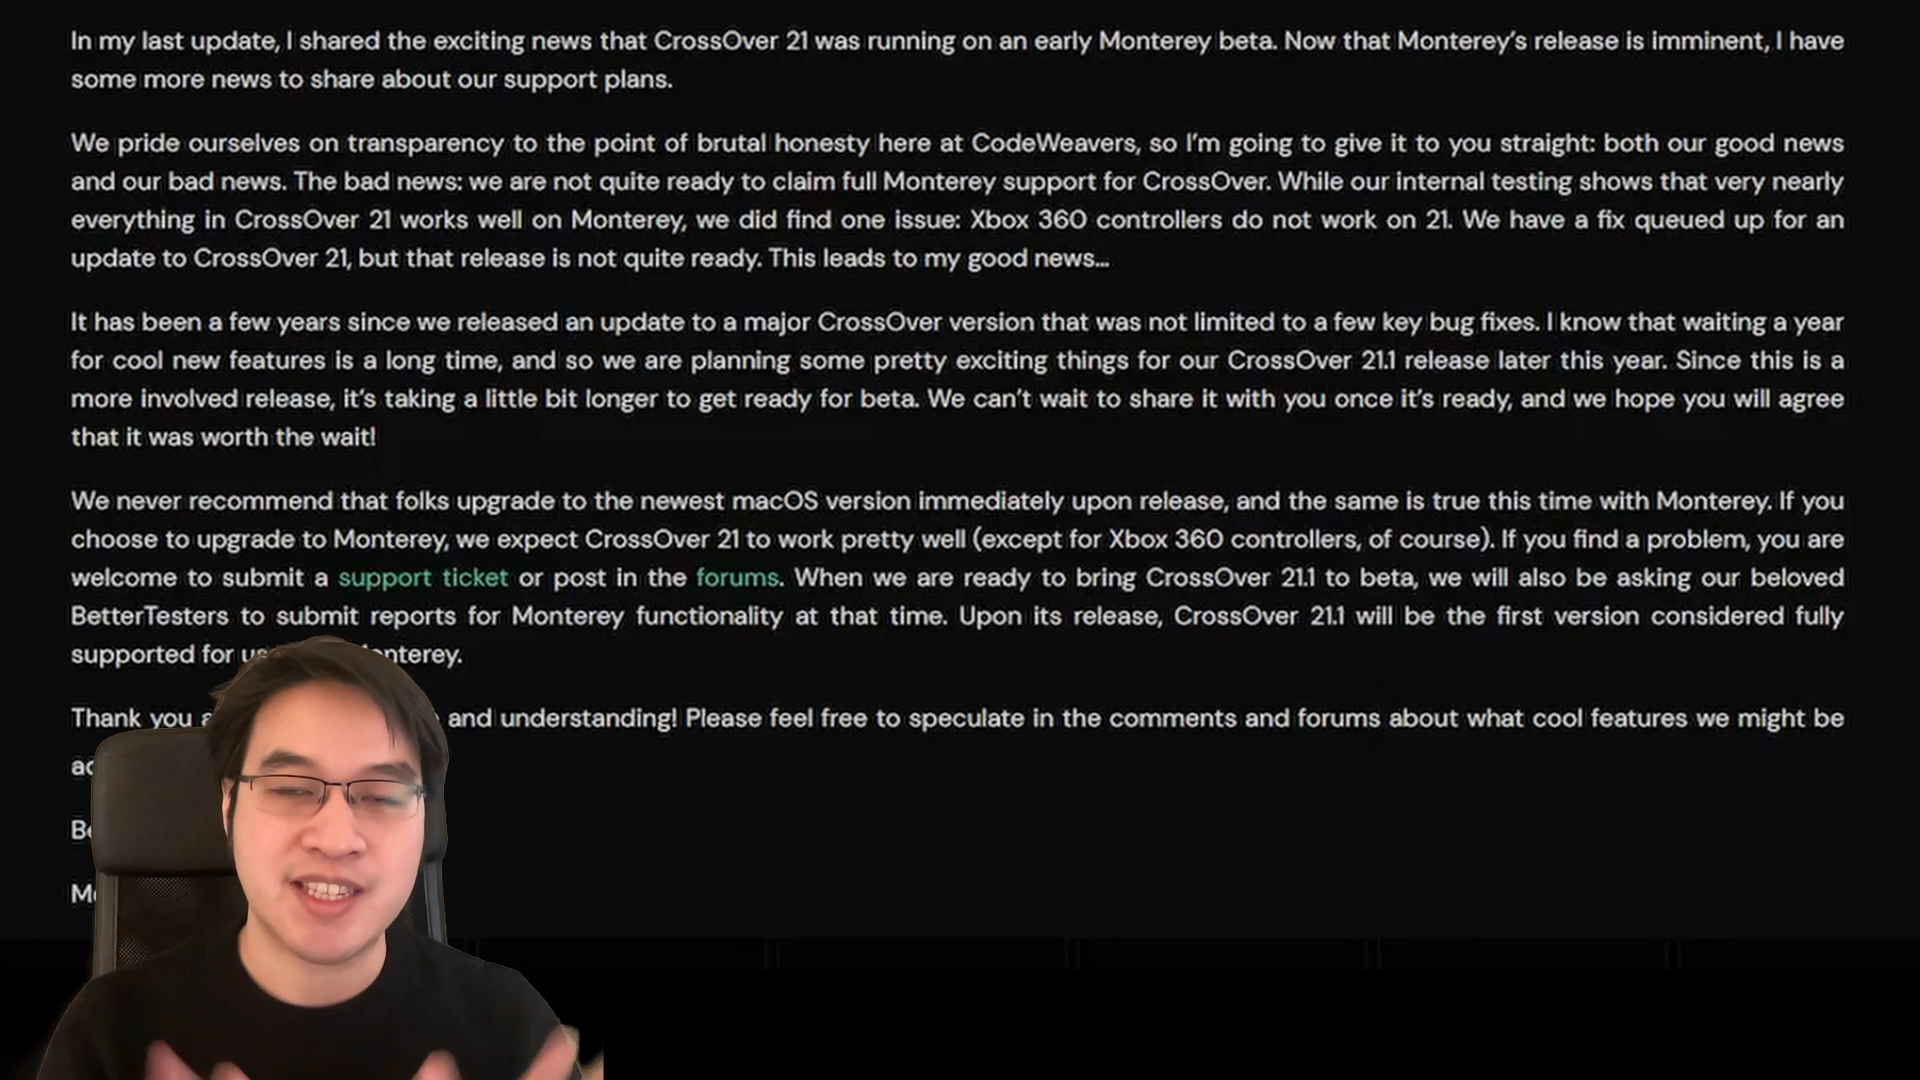 In my last update, I shared the exciting news that CrossOver 21 was running on an early Monterey beta. Now that Monterey's release is imminent, I have
some more news to share about our support plans.
We pride ourselves on transparency to the point of brutal honesty here at CodeWeavers, so I'm going to give it to you straight: both our good news
and our bad news. The bad news: we are not quite ready to claim full Monterey support for CrossOver. While our internal testing shows that very nearly
everything in CrossOver 21 works well on Monterey, we did find one issue: Xbox 360 controllers do not work on 21. We have a fix queued up for an
update to CrossOver 21, but that release is not quite ready. This leads to my good news...
It has been a few years since we released an update to a major CrossOver version that was not limited to a few key bug fixes. I know that waiting a year
for cool new features is a long time, and so we are planning some pretty exciting things for our CrossOver 21.1 release later this year. Since this is a
more involved release, it's taking a little bit longer to get ready for beta. We can't wait to share it with you once it's ready, and we hope you will agree
that it was worth the wait!
We never recommend that folks upgrade to the newest macOS version immediately upon release, and the same is true this time with Monterey. If you
choose to upgrade to Monterey, we expect CrossOver 21 to work pretty well (except for Xbox 360 controllers, of course). If you find a problem, you are
welcome to submit a support ticket or post in the forums. When we are ready to bring CrossOver 21.1 to beta, we will also be asking our beloved
BetterTesters to submit reports for Monterey functionality at that time. Upon its release, CrossOver 21.1 will be the first version considered fully
supported for
Thank you and understanding! Please feel free to speculate in the comments and forums about what cool features we might be